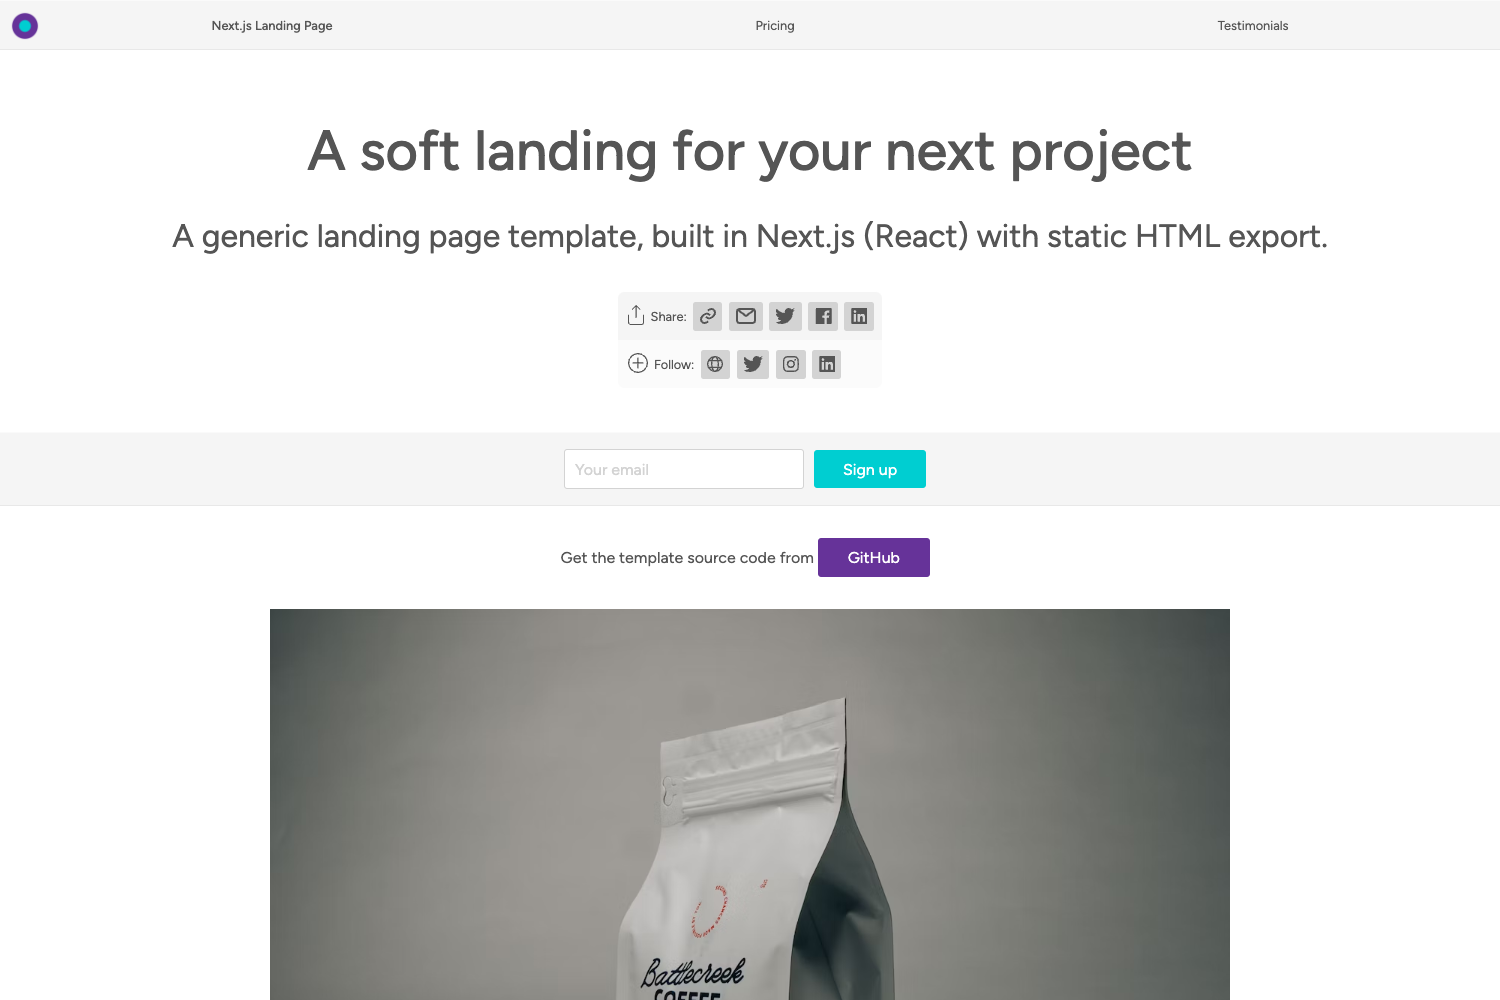 Next.js Landing Page
Pricing
Testimonials
A soft landing for your next project
A generic landing page template, built in Next.js (React) with static HTML export.
Share:
Follow:
Your email
Sign up
Get the template source code from GitHub
Battlecreek
COFFEE